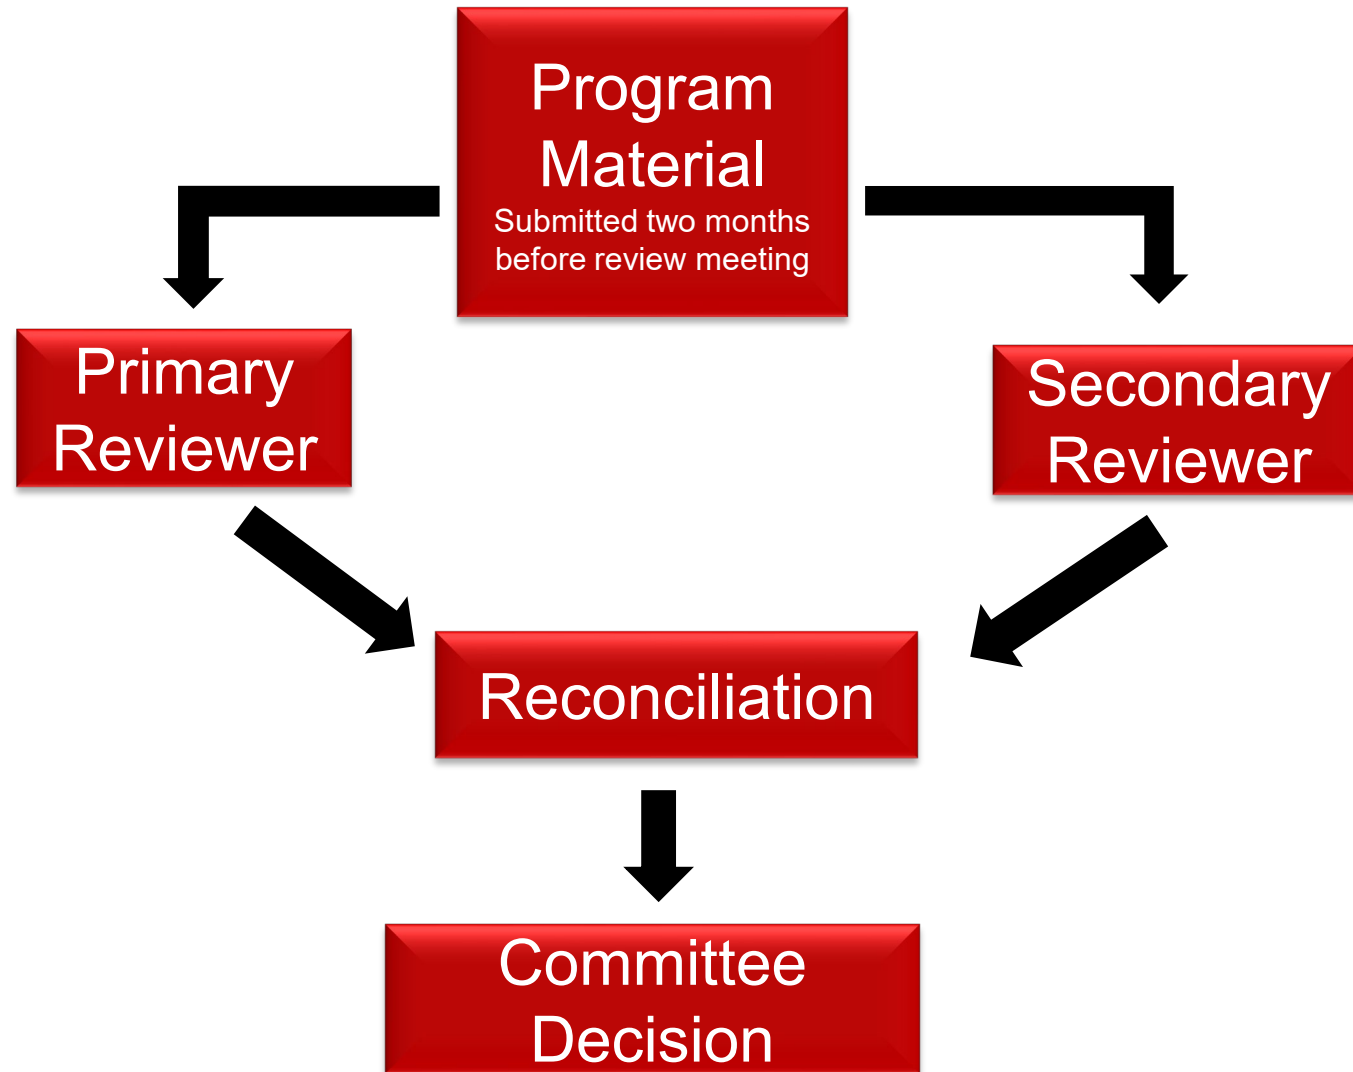 Program
Material
Submitted two months
before review meeting
Primary
Reviewer
Secondary
Reviewer
Reconciliation
Committee
Decision